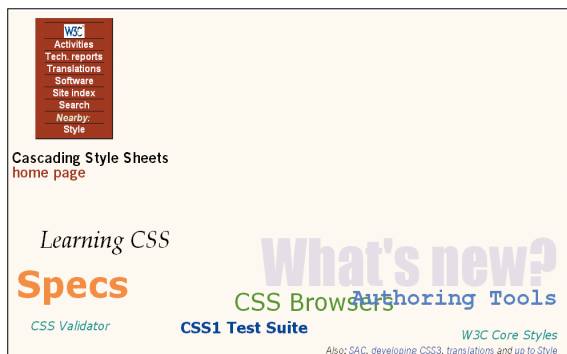 W3C
Activities
Tech. reports
Translations
Software
Site index
Search
Nearby:
Style
Cascading Style Sheets
home page
Learning CSS
What's new?
Specs
CSS Browsers
Authoring Tools
CSS Validator
CSS1 Test Suite
W3C Core Styles
Also: SAC, developing CSS3, translations and up to Style